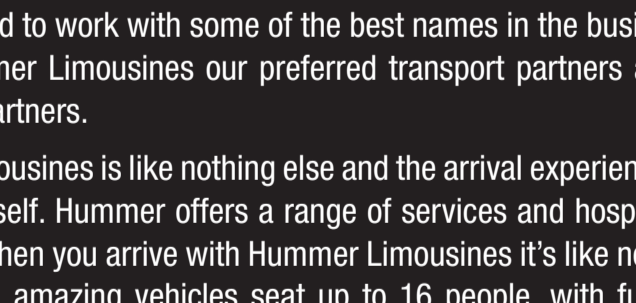 d to work with some of the best names in the busi
ner Limousines our preferred transport partners
artners.
ousines is like nothing else and the arrival experien
self. Hummer offers a range of services and hosp
hen you arrive with Hummer Limousines it's like n
amazing vehicles seat up to 16 people, with fu